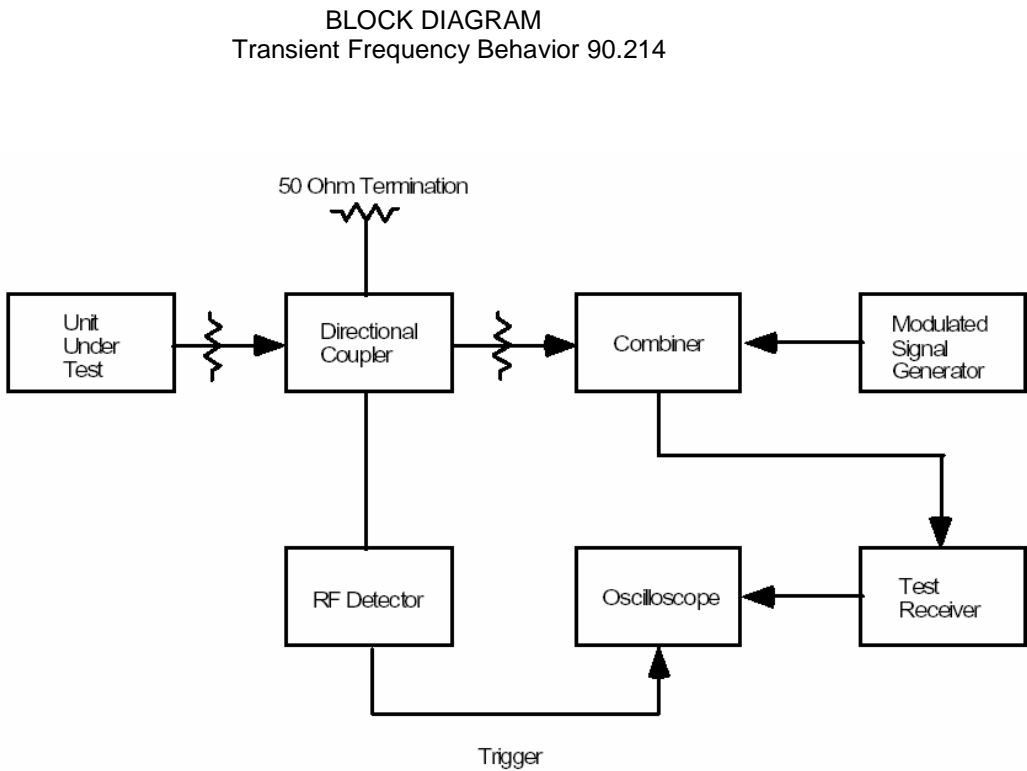 BLOCK DIAGRAM
Transient Frequency Behavior 90.214
50 Ohm Termination
Unit
Under
Test
Directional
Coupler
Combiner
Modulated
Signal
Generator
RF Detector
Oscilloscope
Test
Receiver
Trigger